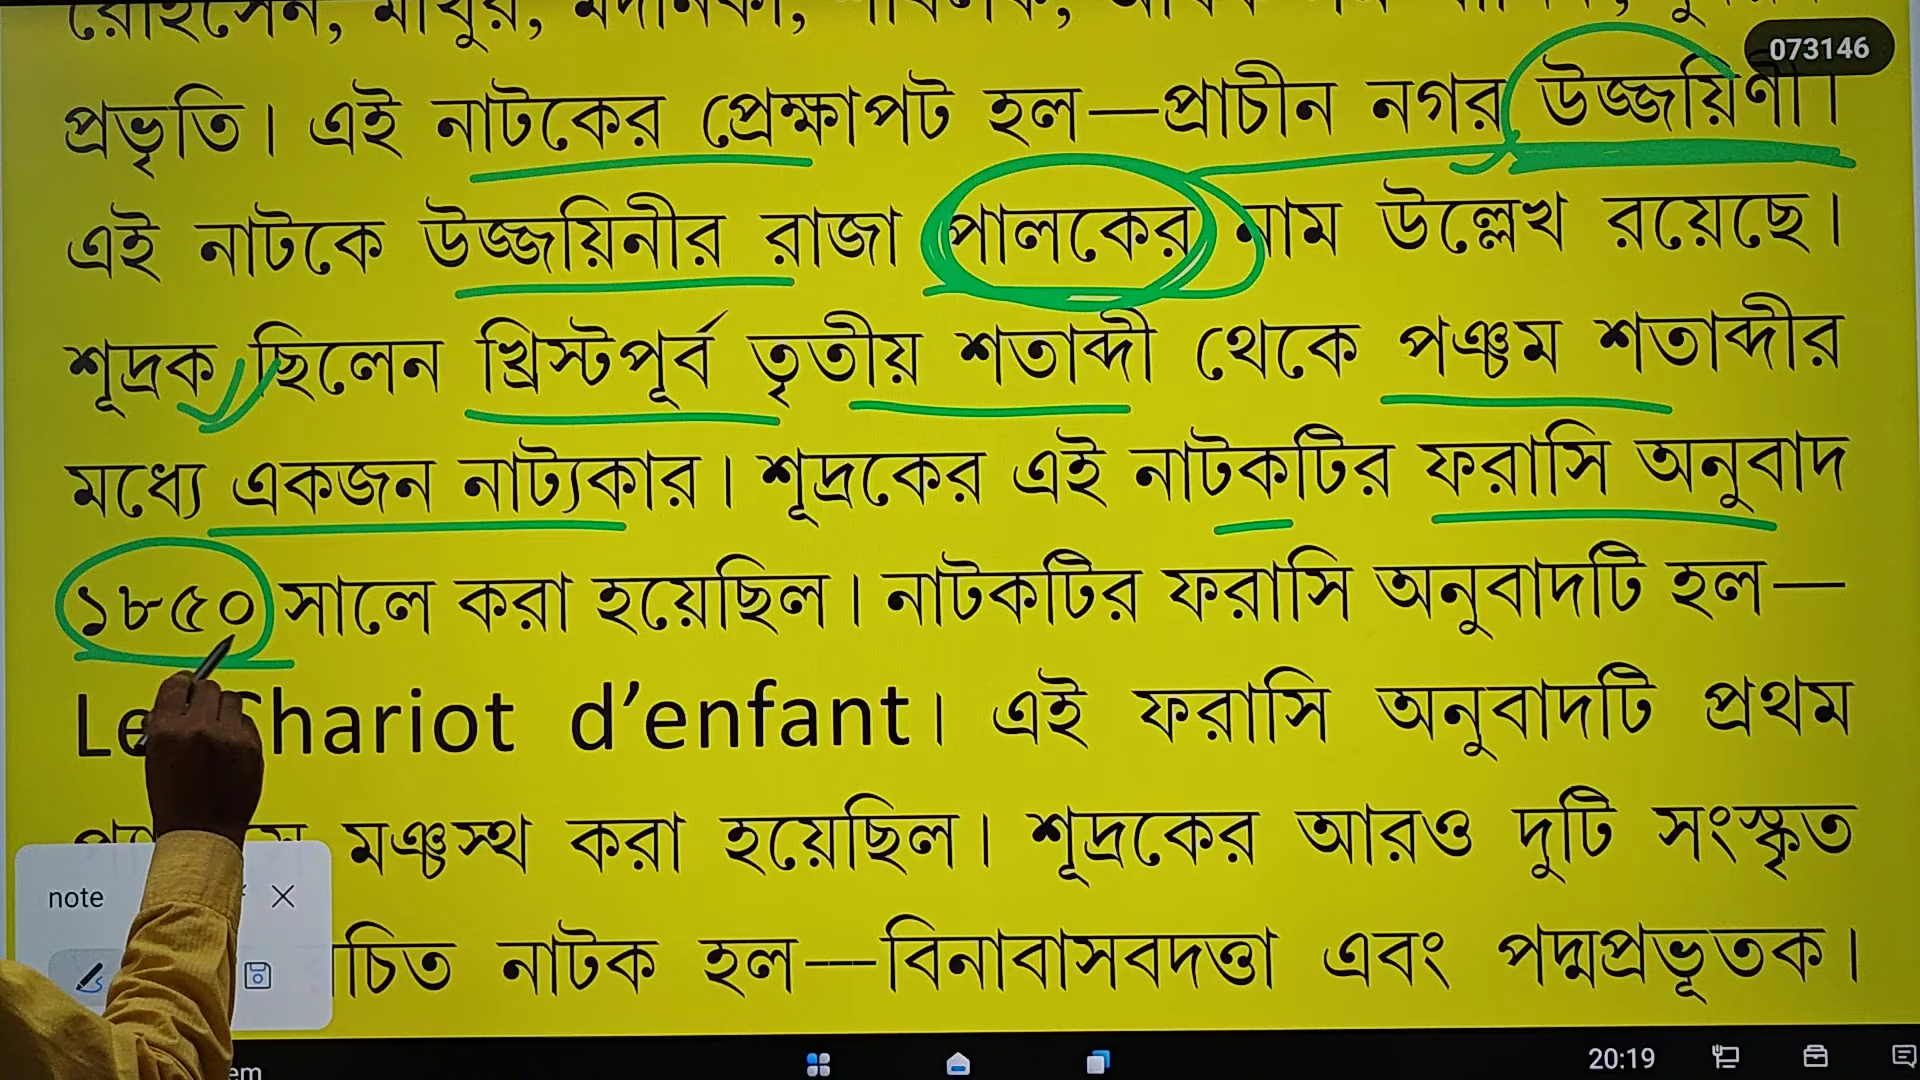 073146
প্রভৃতি। এই নাটকের প্রেক্ষাপট হল—প্রাচীন নগর উজ্জয়িণী।
এই নাটকে উজ্জয়িনীর রাজা পালকের নাম উল্লেখ রয়েছে।
শূদ্রক ছিলেন খ্রিস্টপূর্ব তৃতীয় শতাব্দী থেকে পঞ্চম শতাব্দীর
মধ্যে একজন নাট্যকার। শূদ্রকের এই নাটকটির ফরাসি অনুবাদ
১৮৫০ সালে করা হয়েছিল। নাটকটির ফরাসি অনুবাদটি হল—
Le Chariot d’enfant। এই ফরাসি অনুবাদটি প্রথম
মঞ্চস্থ করা হয়েছিল। শূদ্রকের আরও দুটি সংস্কৃত
নাটক হল—বিনাবাসবদত্তা এবং পদ্মপ্রভূতক।
note
20:19